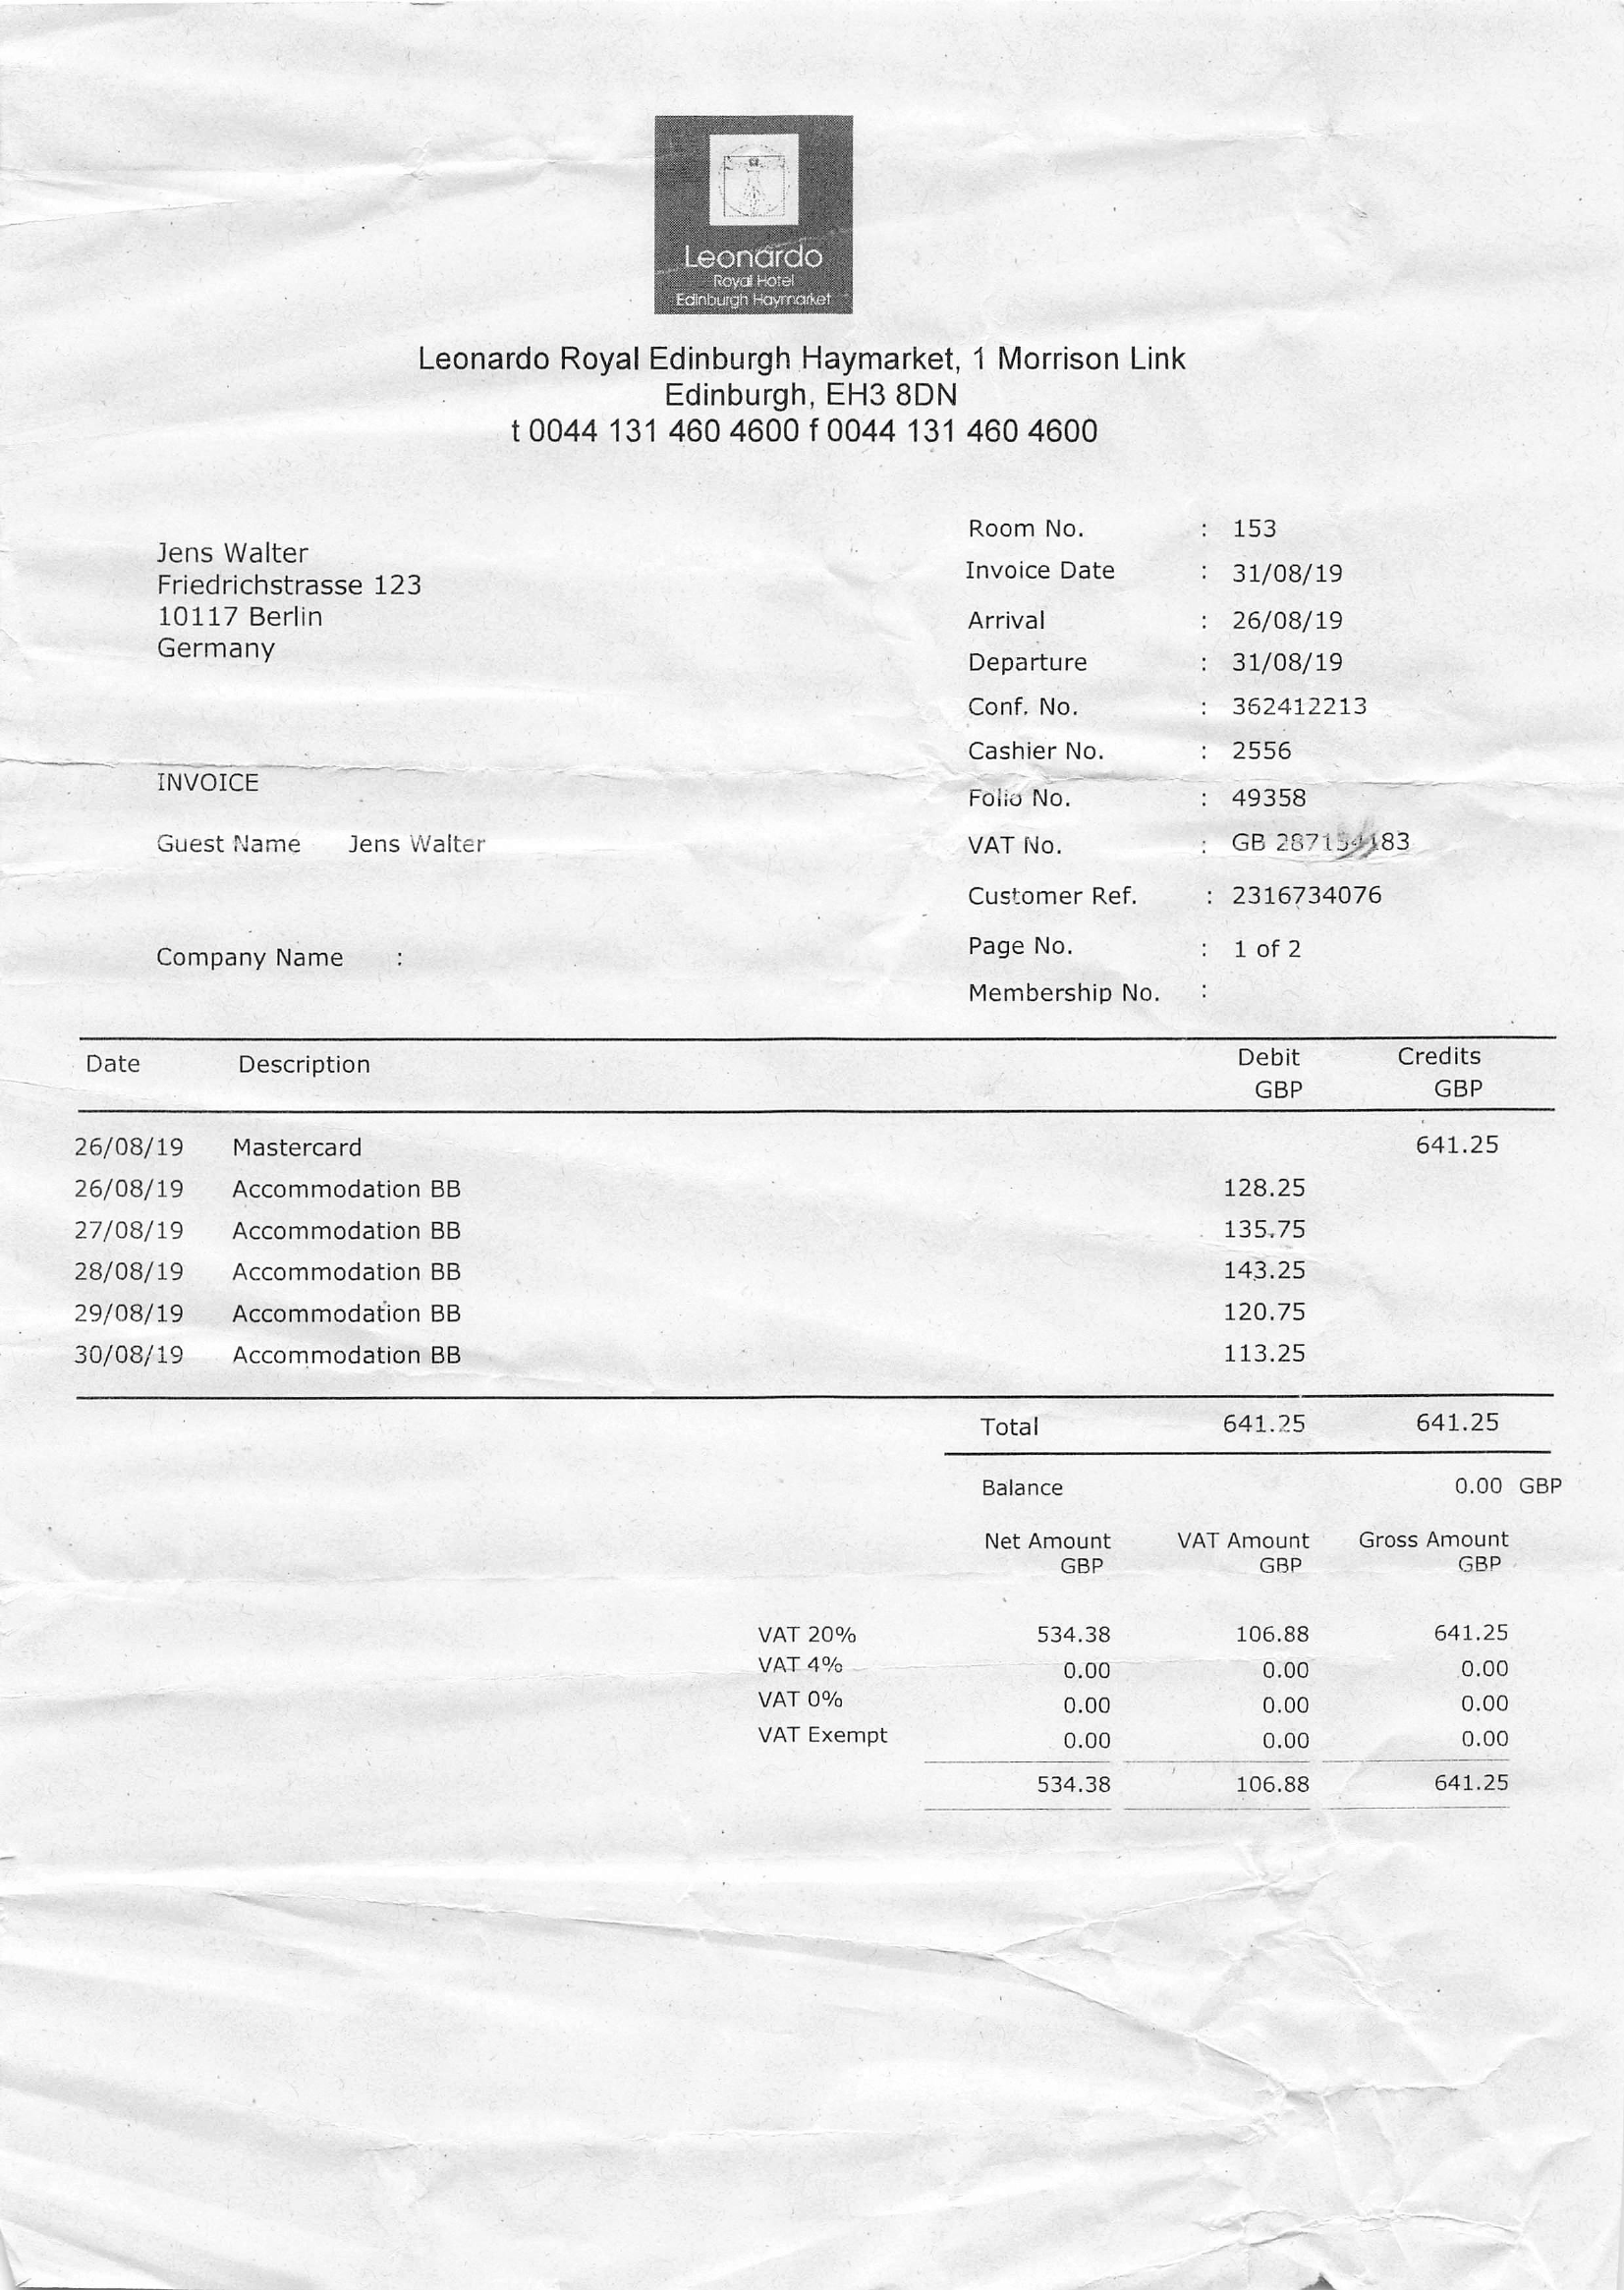 Leonardo
Royal Hotel
Edinburgh Haymarket
Leonardo Royal Edinburgh Haymarket, 1 Morrison Link
Edinburgh, EH3 8DN
t 0044 131 460 4600 f 0044 131 460 4600
Jens Walter
Friedrichstrasse 123
10117 Berlin
Germany
INVOICE
Guest Name Jens Walter
Company Name :
Room No. : 153
Invoice Date : 31/08/19
Arrival : 26/08/19
Departure : 31/08/19
Conf. No. : 362412213
Cashier No. : 2556
Folio No. : 49358
VAT No. : GB
Customer Ref. : 2316734076
Page No. : 1 of 2
Membership No. :
Date Description Debit Credits
GBP GBP
26/08/19 Mastercard 641.25
26/08/19 Accommodation BB 128.25
27/08/19 Accommodation BB 135.75
28/08/19 Accommodation BB 143.25
29/08/19 Accommodation BB 120.75
30/08/19 Accommodation BB 113.25
Total 641.25 641.25
Balance 0.00 GBP
Net Amount VAT Amount Gross Amount
GBP GBP GBP
VAT 20% 534.38 106.88 641.25
VAT 4% 0.00 0.00 0.00
VAT 0% 0.00 0.00 0.00
VAT Exempt 0.00 0.00 0.00
534.38 106.88 641.25